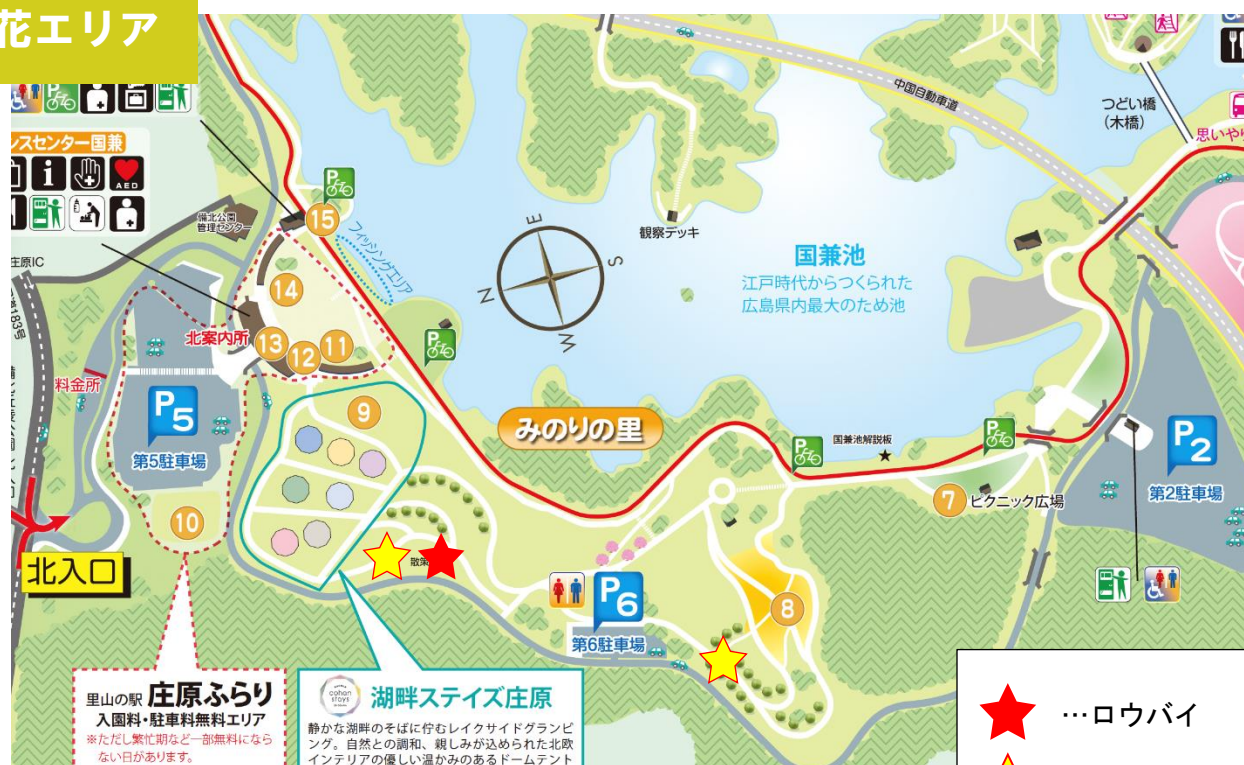 花エリア
ンスセンター国兼
i
AED
備北公園
管理センター
庄原IC
北案内所
料金所
P5
第5駐車場
北入口
P
P
P
P
15
14
13
12
11
9
10
フィッシングエリア
E
S
N
W
観察デッキ
国兼池
江戸時代からつくられた
広島県内最大のため池
中国自動車道
つどい橋
(木橋)
思いやり
みのりの里
国兼池解説板
7
ピクニック広場
P2
第2駐車場
散策
P6
第6駐車場
8
里山の駅 庄原ふらり
入園料・駐車料無料エリア
※ただし繁忙期など一部無料になら
ない日があります。
cohan
stays
湖畔ステイズ庄原
静かな湖畔のそばに佇むレイクサイドグランピ
ング。自然との調和、親しみが込められた北欧
インテリアの優しい温かみのあるドームテント
…ロウバイ